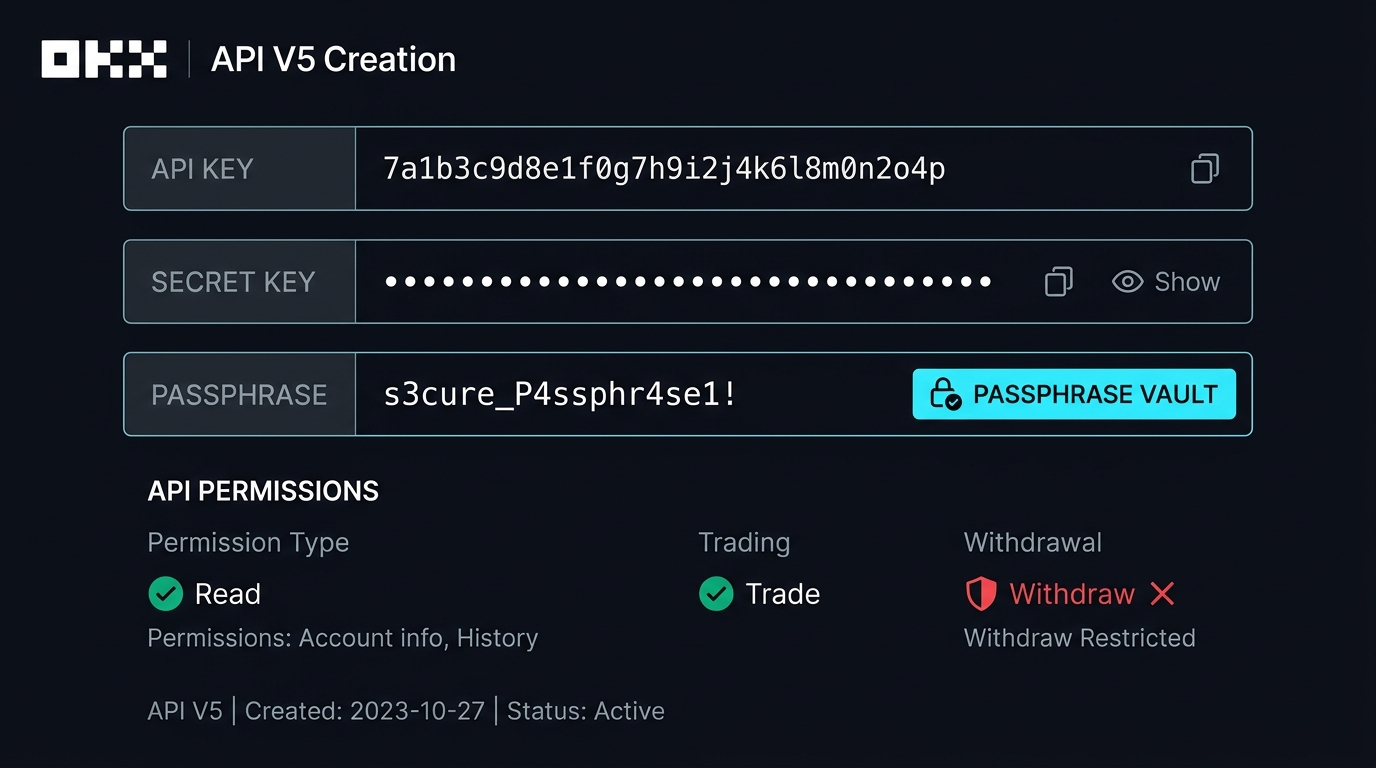 OKX | API V5 Creation
API KEY 7a1b3c9d8e1f0g7h9i2j4k6l8m0n2o4p
SECRET KEY •••••••••••••••••••••••••••••••• Show
PASSPHRASE s3cure_P4ssphr4se1! PASSPHRASE VAULT
API PERMISSIONS
Permission Type Trading Withdrawal
Read Trade Withdraw
Permissions: Account info, History Withdraw Restricted
API V5 | Created: 2023-10-27 | Status: Active